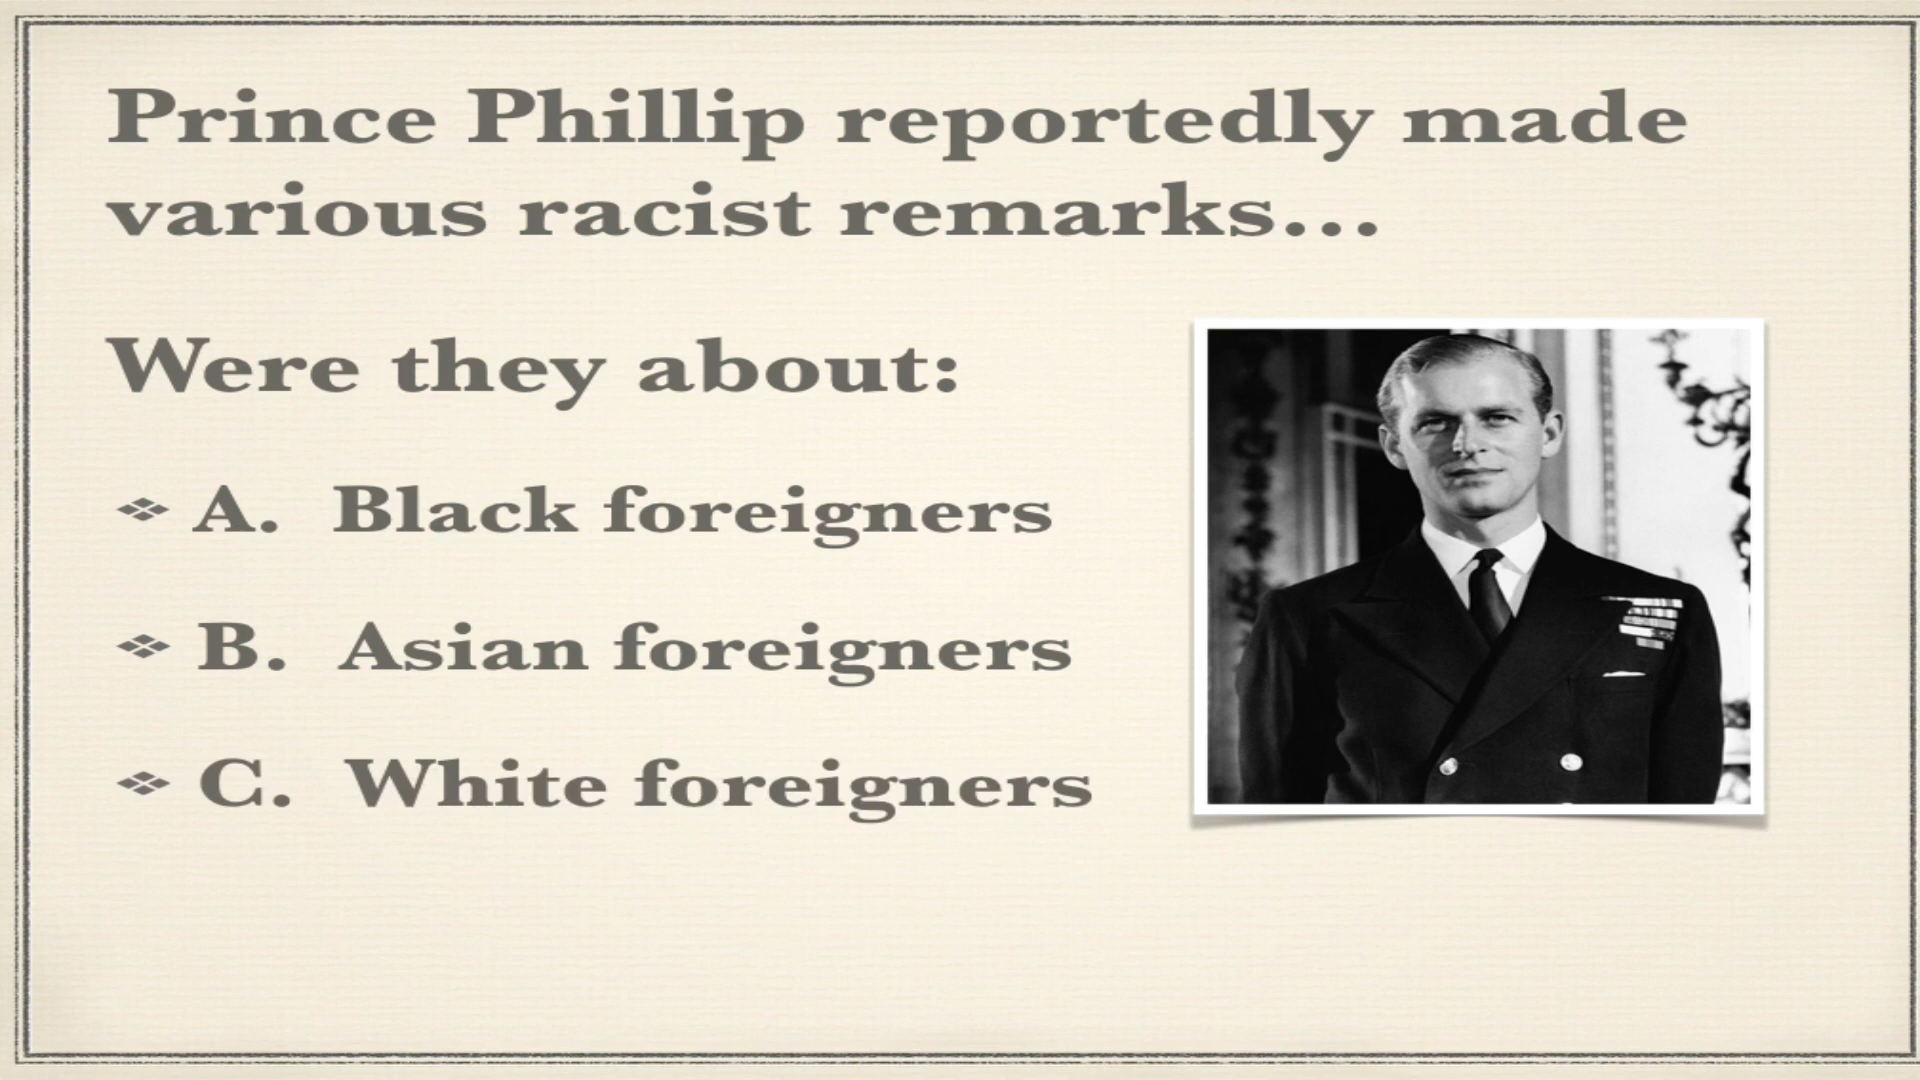 Prince Phillip reportedly made
various racist remarks...
Were they about:
❖ A. Black foreigners
❖ B. Asian foreigners
❖ C. White foreigners